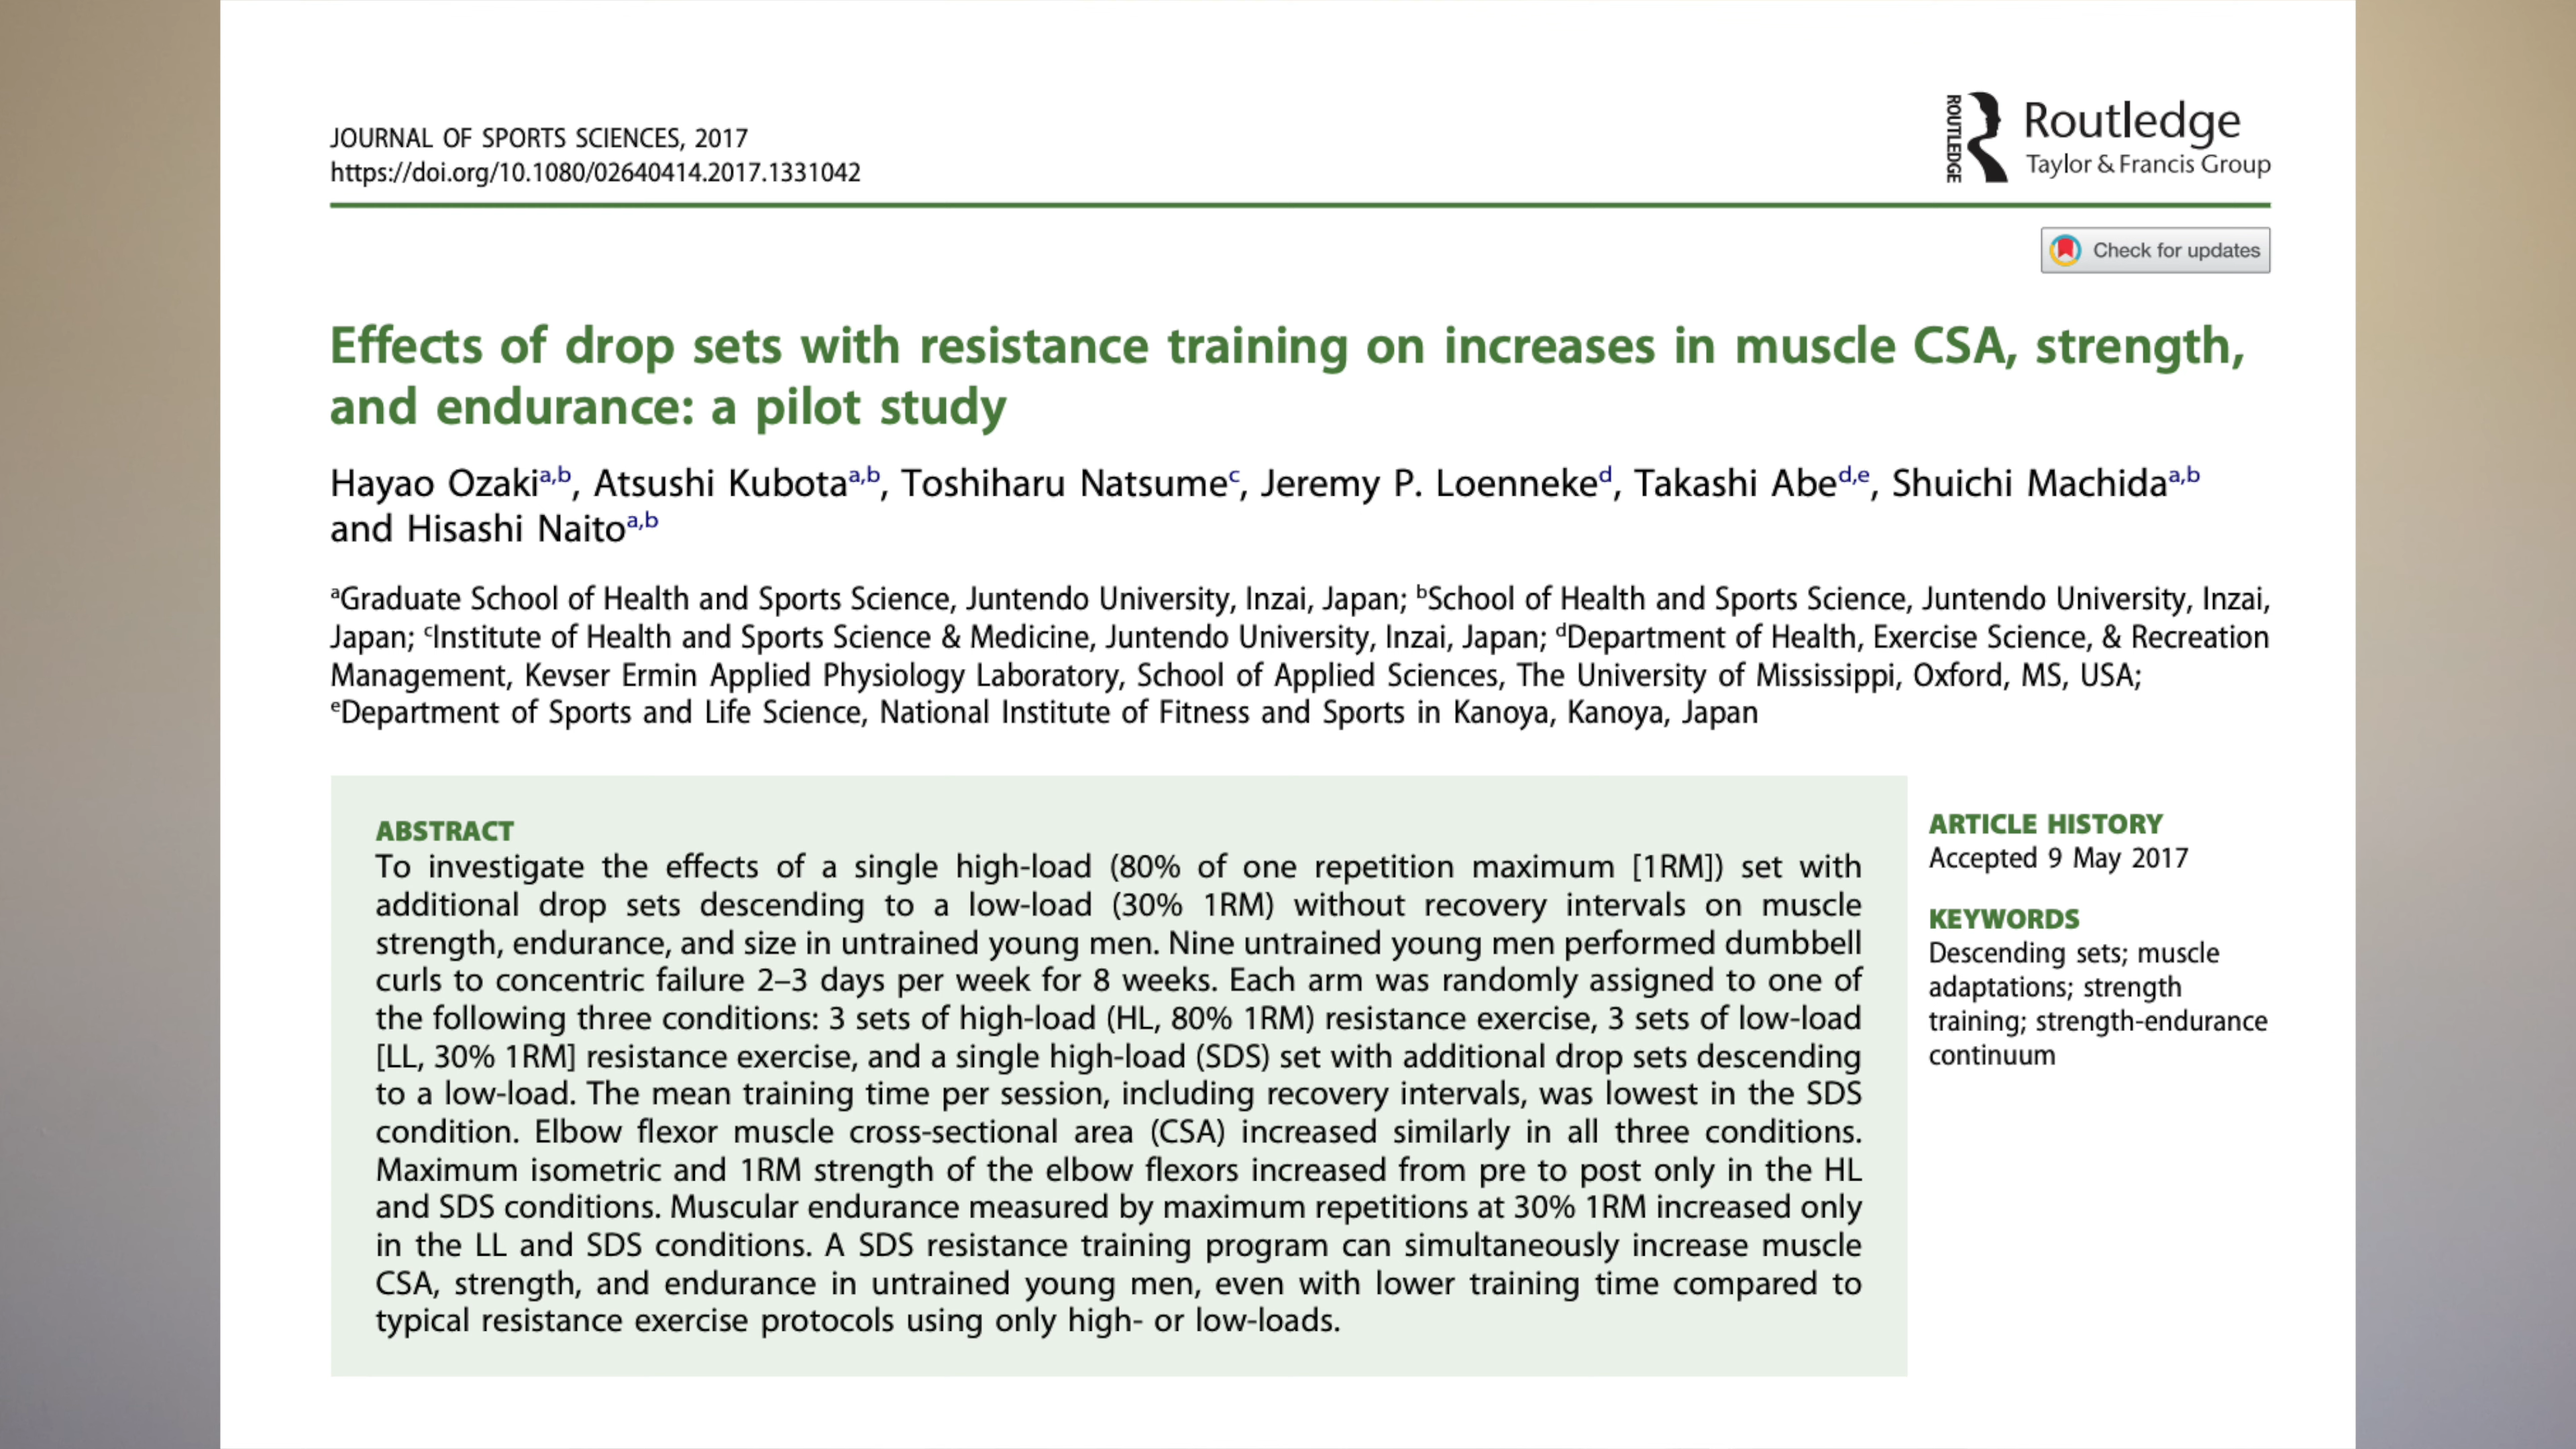 JOURNAL OF SPORTS SCIENCES, 2017
https://doi.org/10.1080/02640414.2017.1331042
ROUTLEDGE
Routledge
Taylor & Francis Group
Check for updates
Effects of drop sets with resistance training on increases in muscle CSA, strength,
and endurance: a pilot study
Hayao Ozakia,b, Atsushi Kubotaa,b, Toshiharu Natsumec, Jeremy P. Loenneked, Takashi Abed,e, Shuichi Machidaa,b
and Hisashi Naitoa,b
aGraduate School of Health and Sports Science, Juntendo University, Inzai, Japan; bSchool of Health and Sports Science, Juntendo University, Inzai,
Japan; cInstitute of Health and Sports Science & Medicine, Juntendo University, Inzai, Japan; dDepartment of Health, Exercise Science, & Recreation
Management, Kevser Ermin Applied Physiology Laboratory, School of Applied Sciences, The University of Mississippi, Oxford, MS, USA;
eDepartment of Sports and Life Science, National Institute of Fitness and Sports in Kanoya, Kanoya, Japan
ABSTRACT
To investigate the effects of a single high-load (80% of one repetition maximum [1RM]) set with
additional drop sets descending to a low-load (30% 1RM) without recovery intervals on muscle
strength, endurance, and size in untrained young men. Nine untrained young men performed dumbbell
curls to concentric failure 2–3 days per week for 8 weeks. Each arm was randomly assigned to one of
the following three conditions: 3 sets of high-load (HL, 80% 1RM) resistance exercise, 3 sets of low-load
[LL, 30% 1RM] resistance exercise, and a single high-load (SDS) set with additional drop sets descending
to a low-load. The mean training time per session, including recovery intervals, was lowest in the SDS
condition. Elbow flexor muscle cross-sectional area (CSA) increased similarly in all three conditions.
Maximum isometric and 1RM strength of the elbow flexors increased from pre to post only in the HL
and SDS conditions. Muscular endurance measured by maximum repetitions at 30% 1RM increased only
in the LL and SDS conditions. A SDS resistance training program can simultaneously increase muscle
CSA, strength, and endurance in untrained young men, even with lower training time compared to
typical resistance exercise protocols using only high- or low-loads.
ARTICLE HISTORY
Accepted 9 May 2017
KEYWORDS
Descending sets; muscle
adaptations; strength
training; strength-endurance
continuum